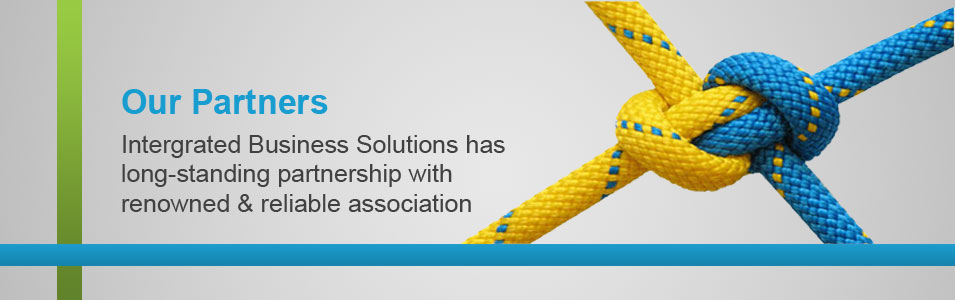 Our Partners
Intergrated Business Solutions has
long-standing partnership with
renowned & reliable association